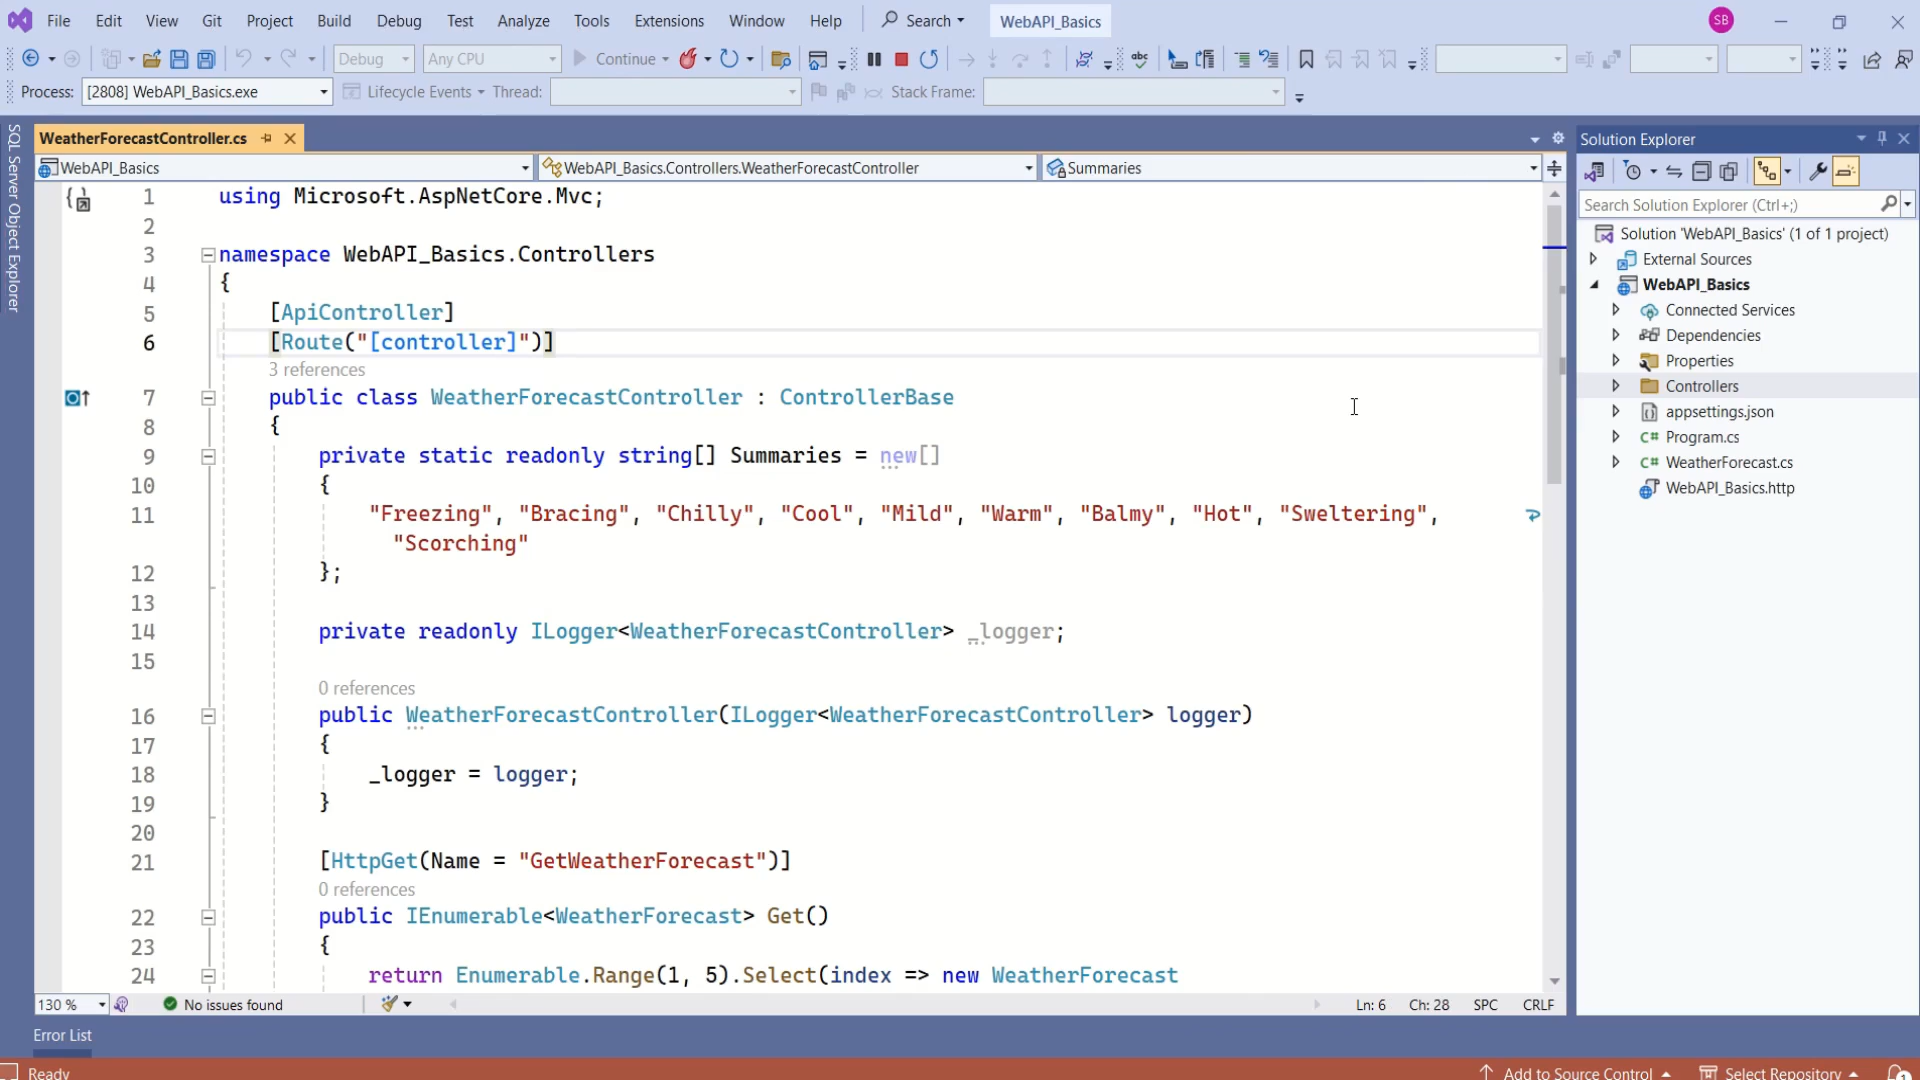 File Edit View Git Project Build Debug Test Analyze Tools Extensions Window Help Search WebAPI_Basics SB
Debug Any CPU Continue
Process: [2808] WebAPI_Basics.exe Lifecycle Events Thread: Stack Frame:
SQL Server Object Explorer
WeatherForecastController.cs
WebAPI_Basics WebAPI_Basics.Controllers.WeatherForecastController Summaries
1 using Microsoft.AspNetCore.Mvc;
2
3 namespace WebAPI_Basics.Controllers
4 {
5 [ApiController]
6 [Route("[controller]")]
3 references
7 public class WeatherForecastController : ControllerBase
8 {
9 private static readonly string[] Summaries = new[]
10 {
11 "Freezing", "Bracing", "Chilly", "Cool", "Mild", "Warm", "Balmy", "Hot", "Sweltering",
"Scorching"
12 };
13
14 private readonly ILogger<WeatherForecastController> _logger;
15
0 references
16 public WeatherForecastController(ILogger<WeatherForecastController> logger)
17 {
18 _logger = logger;
19 }
20
21 [HttpGet(Name = "GetWeatherForecast")]
0 references
22 public IEnumerable<WeatherForecast> Get()
23 {
24 return Enumerable.Range(1, 5).Select(index => new WeatherForecast
130 % No issues found Ln: 6 Ch: 28 SPC CRLF
Solution Explorer
Search Solution Explorer (Ctrl+;)
Solution 'WebAPI_Basics' (1 of 1 project)
External Sources
WebAPI_Basics
Connected Services
Dependencies
Properties
Controllers
appsettings.json
Program.cs
WeatherForecast.cs
WebAPI_Basics.http
Error List
Ready Add to Source Control Select Repository